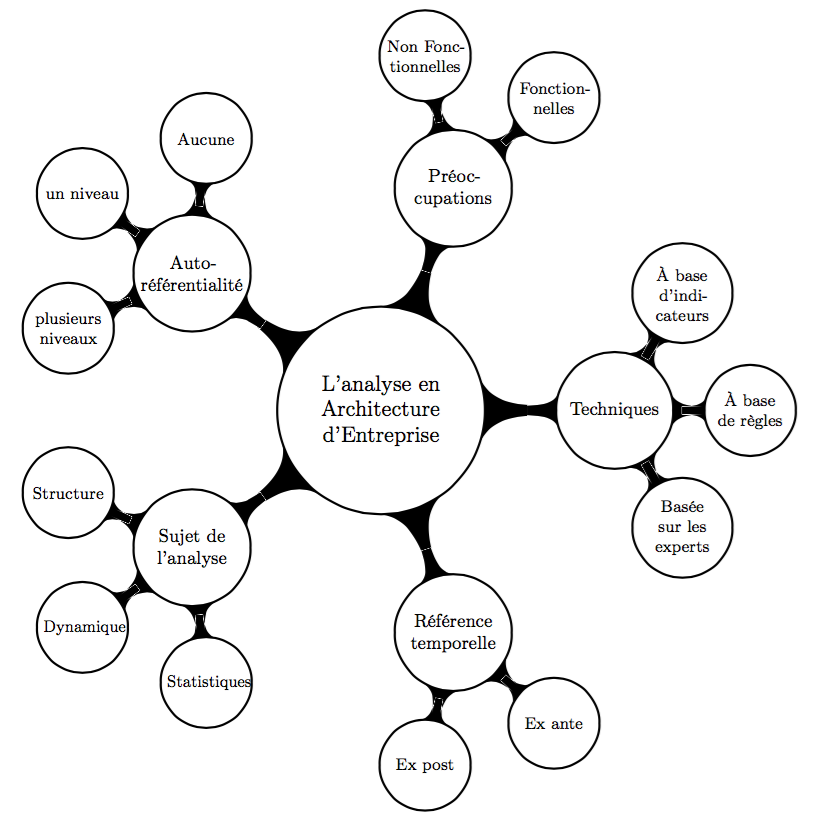 Non Fonc-
tionnelles
Fonction-
nelles
Préoc-
cupations
Aucune
un niveau
plusieurs
niveaux
Auto-
référentialité
L'analyse en
Architecture
d'Entreprise
Techniques
À base
d'indi-
cateurs
À base
de règles
Basée
sur les
experts
Structure
Dynamique
Statistiques
Sujet de
l'analyse
Référence
temporelle
Ex ante
Ex post